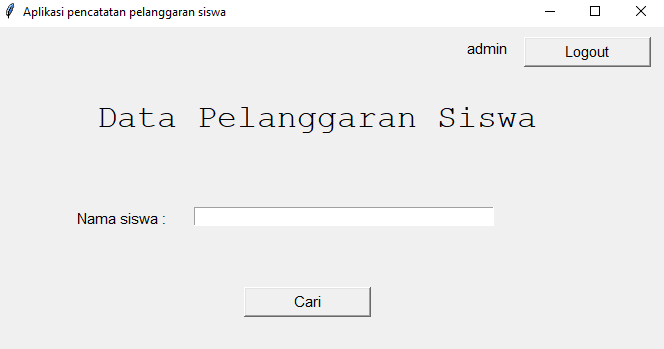 Aplikasi pencatatan pelanggaran siswa
admin
Logout
Data Pelanggaran Siswa
Nama siswa :
Cari